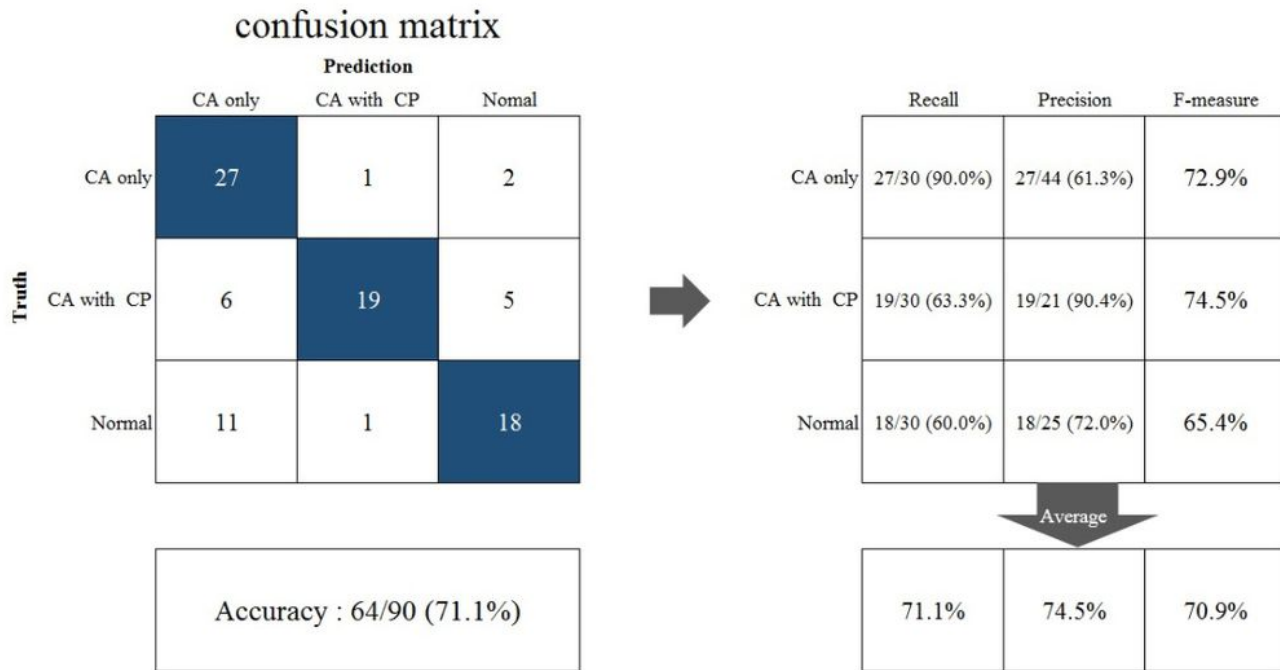 confusion matrix
Prediction
CA only CA with CP Nomal
Truth
CA only 27 1 2
CA with CP 6 19 5
Normal 11 1 18
Accuracy : 64/90 (71.1%)
Recall Precision F-measure
CA only 27/30 (90.0%) 27/44 (61.3%) 72.9%
CA with CP 19/30 (63.3%) 19/21 (90.4%) 74.5%
Normal 18/30 (60.0%) 18/25 (72.0%) 65.4%
Average
71.1% 74.5% 70.9%